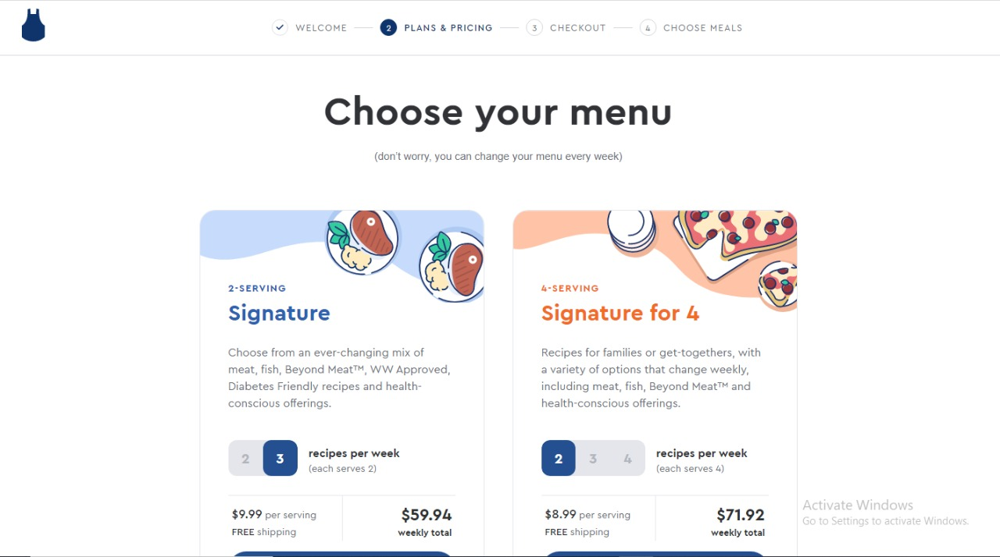 WELCOME
2 PLANS & PRICING
3 CHECKOUT
4 CHOOSE MEALS
Choose your menu
(don't worry, you can change your menu every week)
2-SERVING
Signature
Choose from an ever-changing mix of
meat, fish, Beyond Meat™, WW Approved,
Diabetes Friendly recipes and health-
conscious offerings.
2 3 recipes per week
(each serves 2)
$9.99 per serving
FREE shipping
$59.94
weekly total
4-SERVING
Signature for 4
Recipes for families or get-togethers, with
a variety of options that change weekly,
including meat, fish, Beyond Meat™ and
health-conscious offerings.
2 3 4 recipes per week
(each serves 4)
$8.99 per serving
FREE shipping
$71.92
weekly total
Activate Windows
Go to Settings to activate Windows.